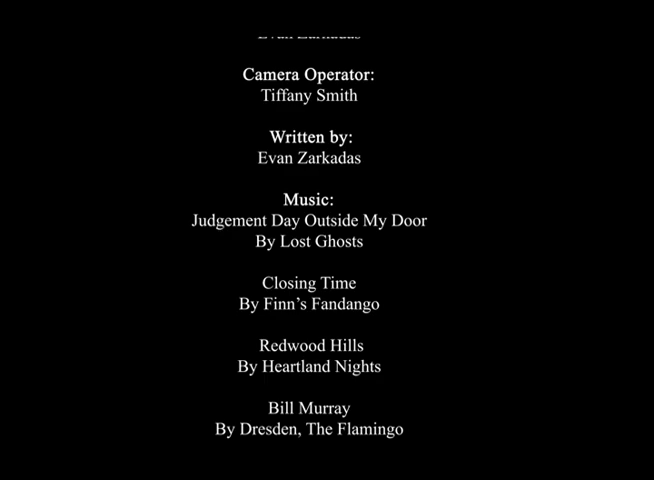 Camera Operator:
Tiffany Smith
Written by:
Evan Zarkadas
Music:
Judgement Day Outside My Door
By Lost Ghosts
Closing Time
By Finn's Fandango
Redwood Hills
By Heartland Nights
Bill Murray
By Dresden, The Flamingo